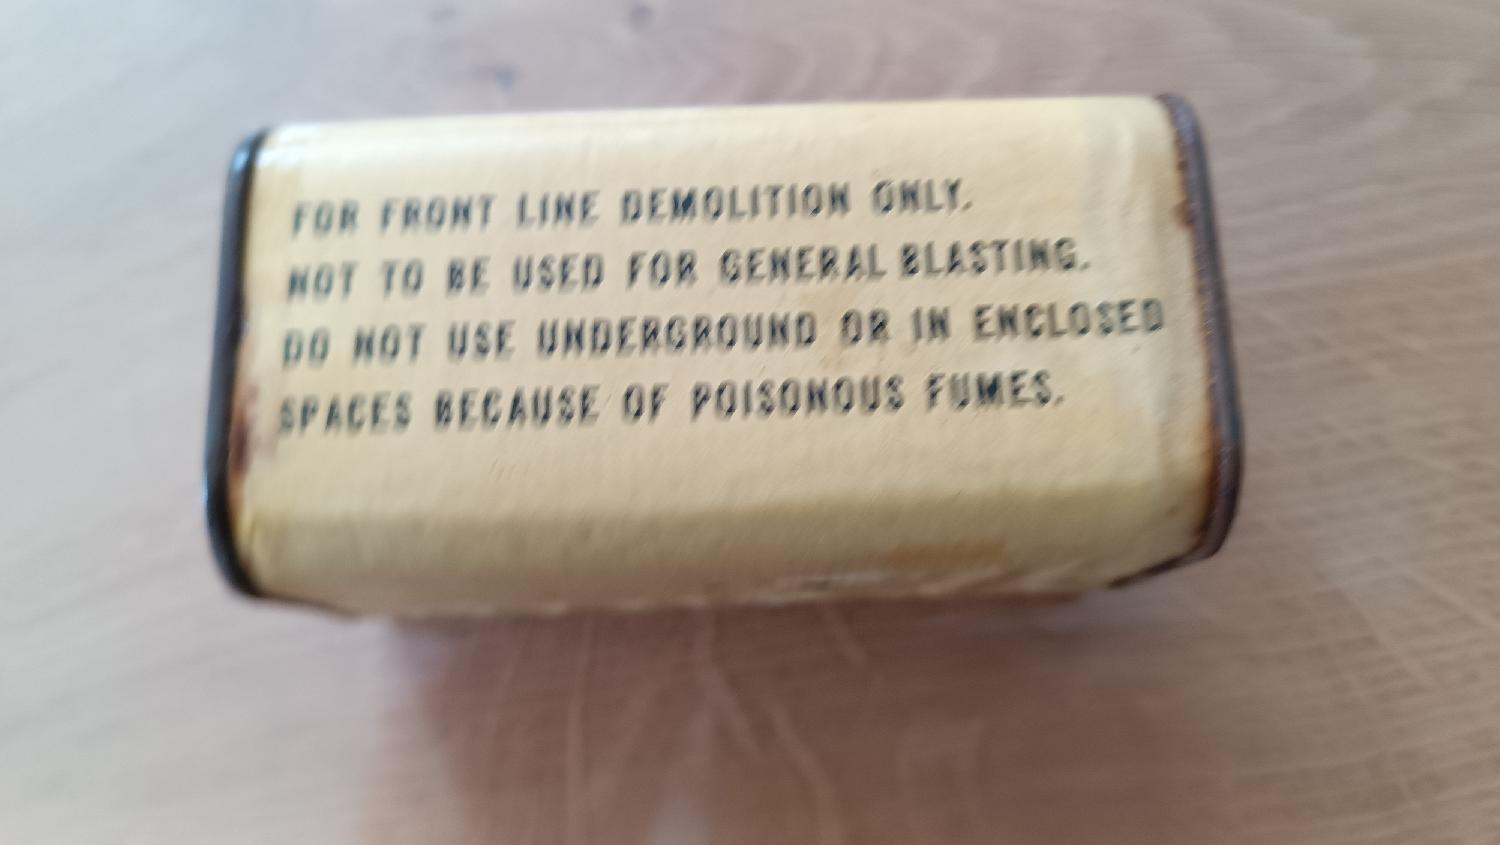 FOR FRONT LINE DEMOLITION ONLY.
NOT TO BE USED FOR GENERAL BLASTING.
DO NOT USE UNDERGROUND OR IN ENCLOSED
SPACES BECAUSE OF POISONOUS FUMES.